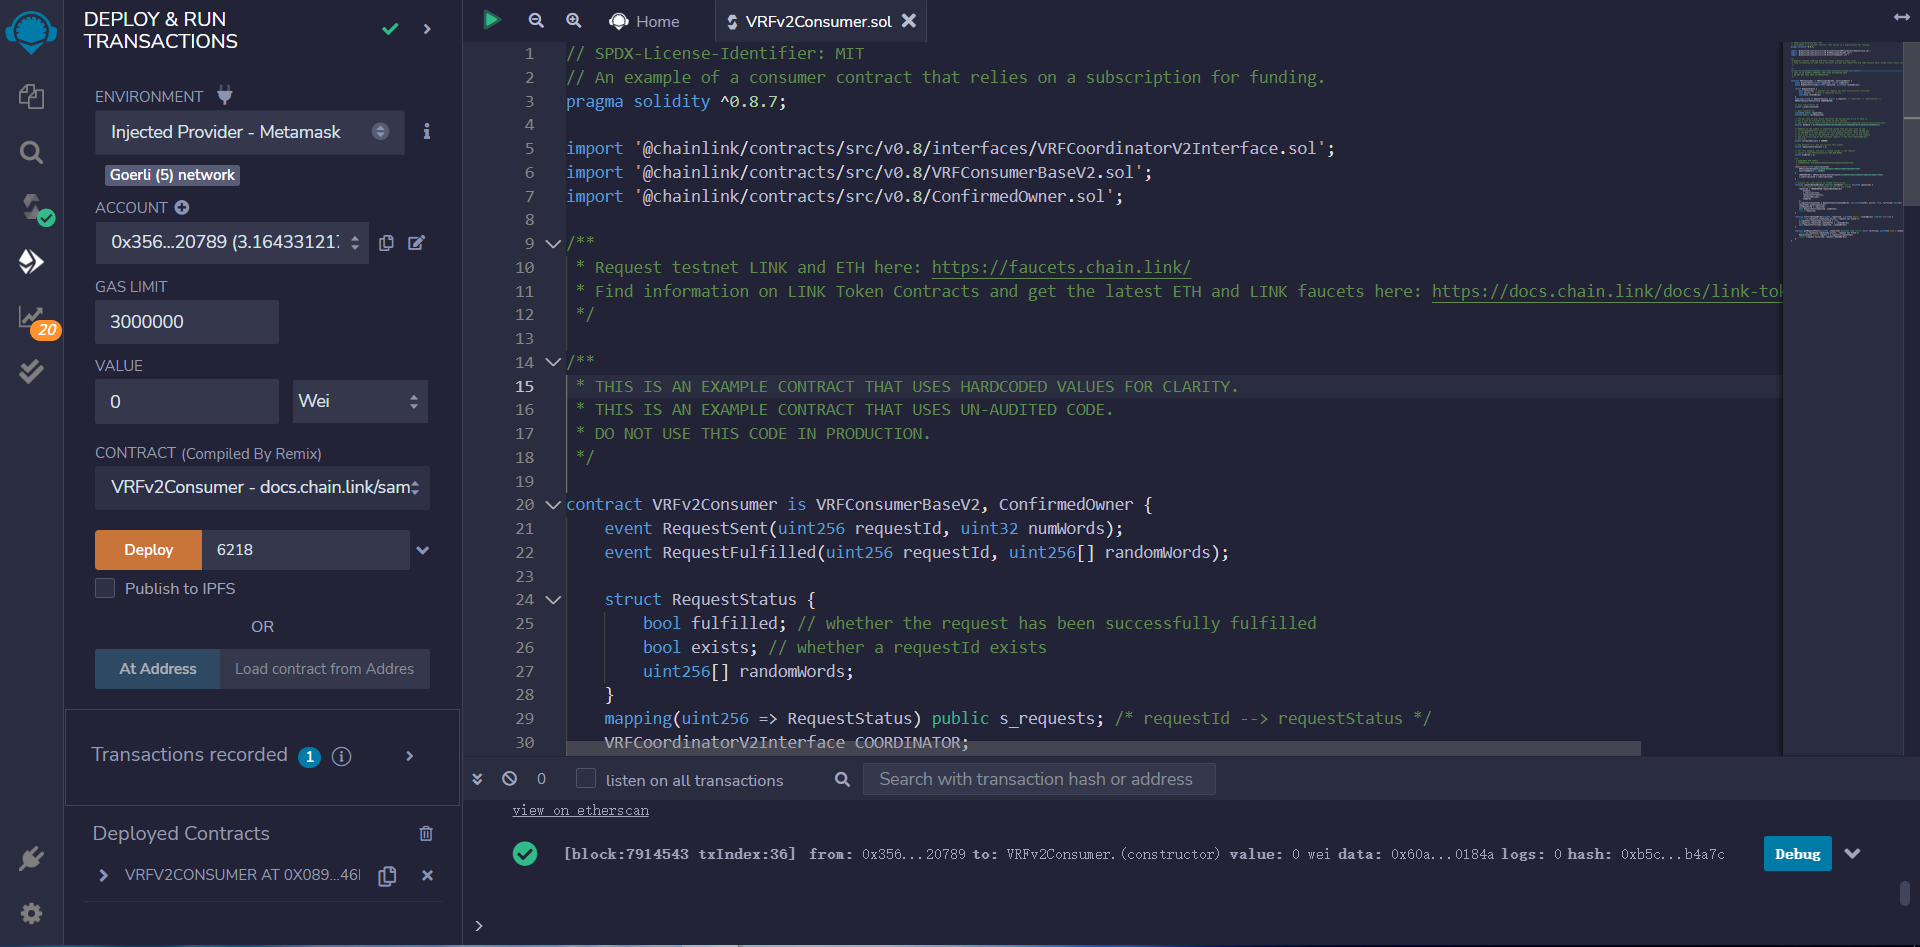 DEPLOY & RUN
TRANSACTIONS
ENVIRONMENT
Injected Provider - Metamask
Goerli (5) network
ACCOUNT
0x356...20789 (3.16433121
GAS LIMIT
3000000
VALUE
0
Wei
CONTRACT (Compiled By Remix)
VRFv2Consumer - docs.chain.link/sam
Deploy
6218
Publish to IPFS
OR
At Address
Load contract from Addres
Transactions recorded 1
Deployed Contracts
VRFV2CONSUMER AT 0X089...46
20
Home
VRFv2Consumer.sol
1 // SPDX-License-Identifier: MIT
2 // An example of a consumer contract that relies on a subscription for funding.
3 pragma solidity ^0.8.7;
4
5 import '@chainlink/contracts/src/v0.8/interfaces/VRFCoordinatorV2Interface.sol';
6 import '@chainlink/contracts/src/v0.8/VRFConsumerBaseV2.sol';
7 import '@chainlink/contracts/src/v0.8/ConfirmedOwner.sol';
8
9 /**
10 * Request testnet LINK and ETH here: https://faucets.chain.link/
11 * Find information on LINK Token Contracts and get the latest ETH and LINK faucets here: https://docs.chain.link/docs/link-tok
12 */
13
14 /**
15 * THIS IS AN EXAMPLE CONTRACT THAT USES HARDCODED VALUES FOR CLARITY.
16 * THIS IS AN EXAMPLE CONTRACT THAT USES UN-AUDITED CODE.
17 * DO NOT USE THIS CODE IN PRODUCTION.
18 */
19
20 contract VRFv2Consumer is VRFConsumerBaseV2, ConfirmedOwner {
21 event RequestSent(uint256 requestId, uint32 numWords);
22 event RequestFulfilled(uint256 requestId, uint256[] randomWords);
23
24 struct RequestStatus {
25 bool fulfilled; // whether the request has been successfully fulfilled
26 bool exists; // whether a requestId exists
27 uint256[] randomWords;
28 }
29 mapping(uint256 => RequestStatus) public s_requests; /* requestId --> requestStatus */
30 VRFCoordinatorV2Interface COORDINATOR;
0
listen on all transactions
Search with transaction hash or address
view on etherscan
[block:7914543 txIndex:36] from: 0x356...20789 to: VRFv2Consumer.(constructor) value: 0 wei data: 0x60a...0184a logs: 0 hash: 0xb5c...b4a7c
Debug
>